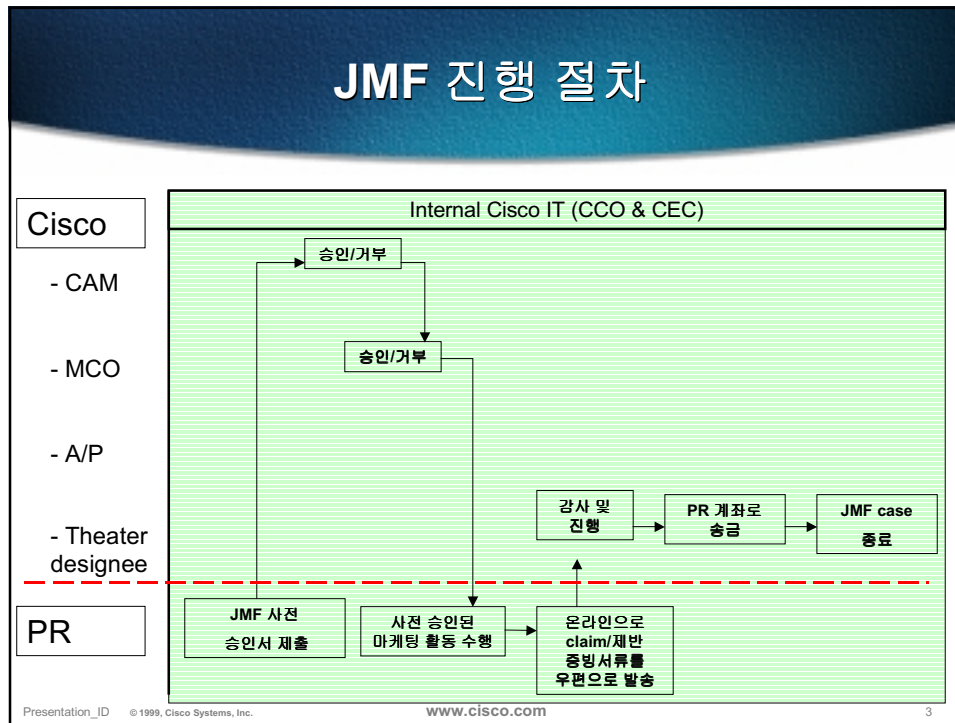 JMF 진행 절차
Cisco
- CAM
- MCO
- A/P
- Theater
designee
PR
Internal Cisco IT (CCO & CEC)
승인/거부
승인/거부
감사 및
진행
PR 계좌로
송금
JMF case
종료
JMF 사전
승인서 제출
사전 승인된
마케팅 활동 수행
온라인으로
claim/제반
증빙서류를
우편으로 발송
Presentation_ID
© 1999, Cisco Systems, Inc.
www.cisco.com
3